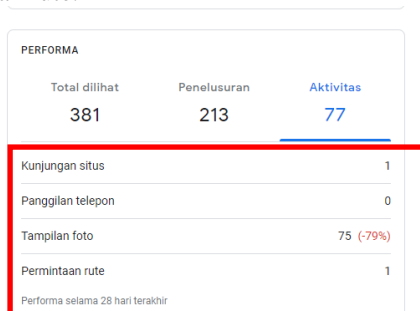 PERFORMA
Total dilihat Penelusuran Aktivitas
381 213 77
Kunjungan situs 1
Panggilan telepon 0
Tampilan foto 75 (-79%)
Permintaan rute 1
Performa selama 28 hari terakhir